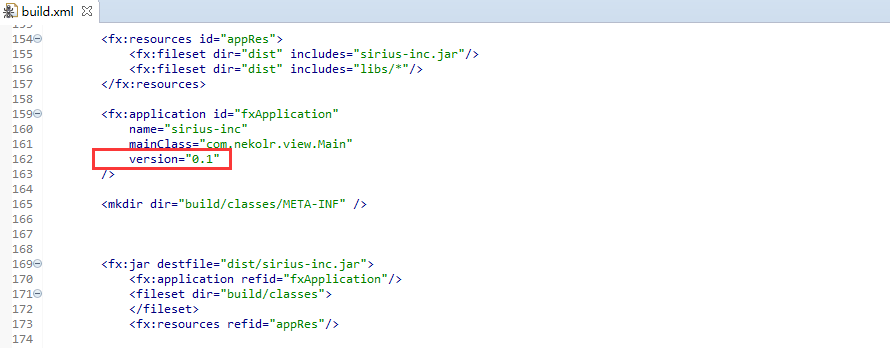 build.xml
154 <fx:resources id="appRes">
155 <fx:fileset dir="dist" includes="sirius-inc.jar"/>
156 <fx:fileset dir="dist" includes="libs/*"/>
157 </fx:resources>
158
159 <fx:application id="fxApplication"
160 name="sirius-inc"
161 mainClass="com.nekolr.view.Main"
162 version="0.1"
163 />
164
165 <mkdir dir="build/classes/META-INF" />
166
167
168
169 <fx:jar destfile="dist/sirius-inc.jar">
170 <fx:application refid="fxApplication"/>
171 <fileset dir="build/classes">
172 </fileset>
173 <fx:resources refid="appRes"/>
174